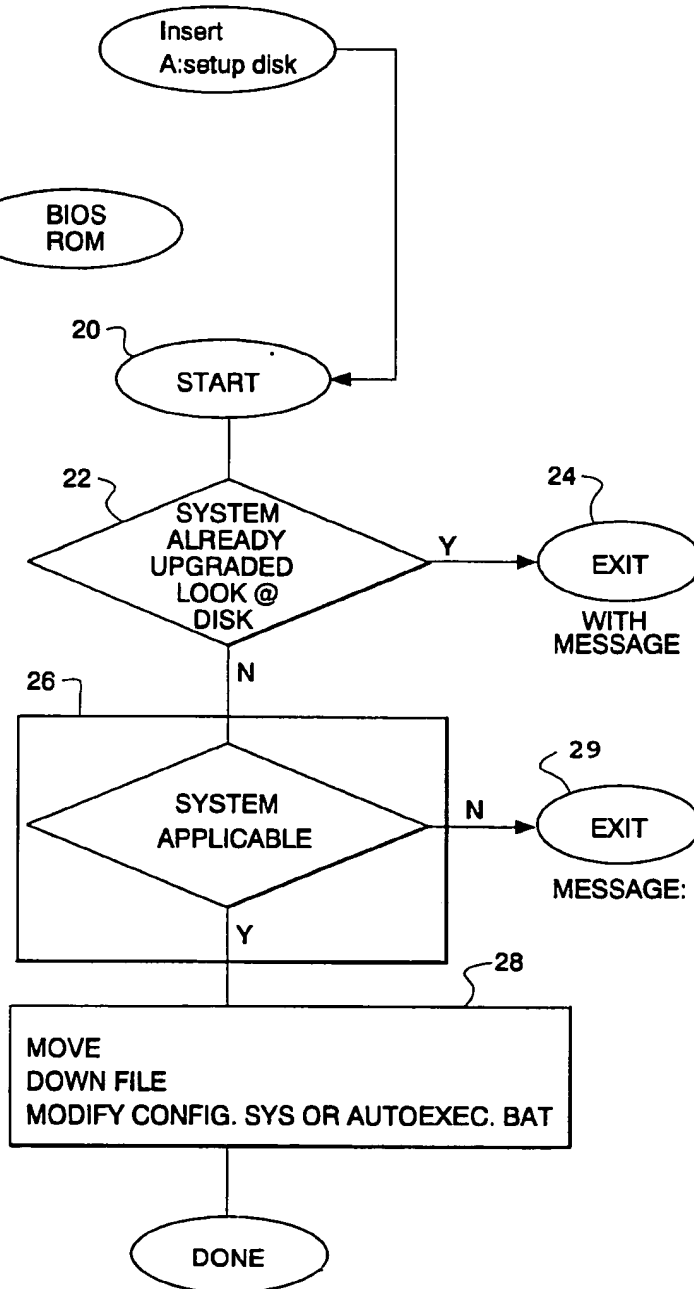 Insert
A:setup disk
BIOS
ROM
20
START
22
SYSTEM
ALREADY
UPGRADED
LOOK @
DISK
Y
24
EXIT
WITH
MESSAGE
N
26
SYSTEM
APPLICABLE
N
29
EXIT
MESSAGE:
Y
28
MOVE
DOWN FILE
MODIFY CONFIG. SYS OR AUTOEXEC. BAT
DONE